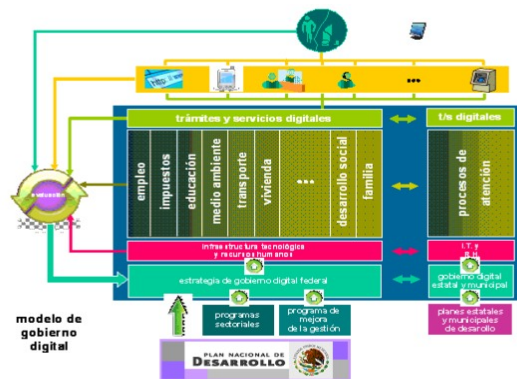 trámites y servicios digitales
t/s digitales
empleo
impuestos
educación
medio ambiente
transporte
vivienda
...
desarrollo social
familia
procesos de
atención
evaluación
infraestructura tecnológica
y recursos humanos
I.T. y
R.H.
estrategia de gobierno digital federal
gobierno digital
estatal y municipal
modelo de
gobierno
digital
programas
sectoriales
programa de
mejora
de la gestión
planes estatales
y municipales
de desarollo
PLAN NACIONAL DE
DESARROLLO